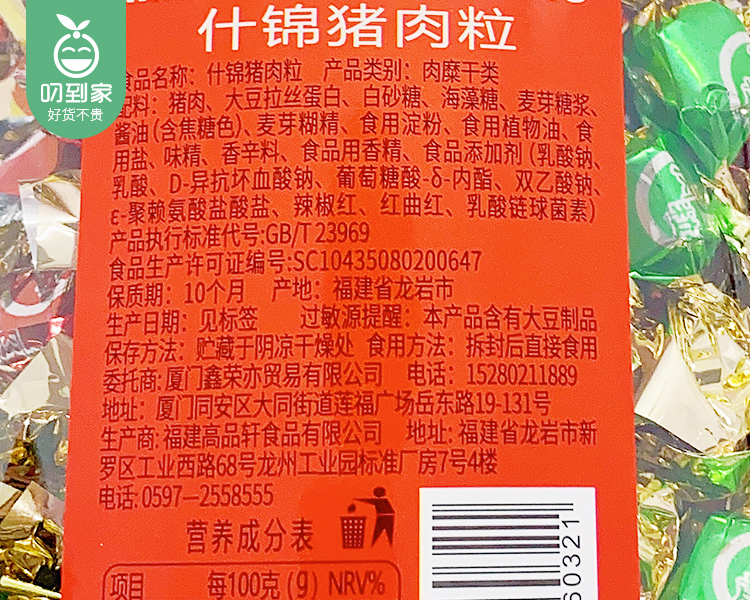 叨到家
好货不贵
什锦猪肉粒
食品名称：什锦猪肉粒 产品类别：肉糜干类
配料：猪肉、大豆拉丝蛋白、白砂糖、海藻糖、麦芽糖浆、
酱油(含焦糖色)、麦芽糊精、食用淀粉、食用植物油、食
用盐、味精、香辛料、食品用香精、食品添加剂(乳酸钠、
乳酸、D-异抗坏血酸钠、葡萄糖酸-δ-内酯、双乙酸钠、
ε-聚赖氨酸盐酸盐、辣椒红、红曲红、乳酸链球菌素)
产品执行标准代号:GB/T 23969
食品生产许可证编号:SC10435080200647
保质期：10个月 产地：福建省龙岩市
生产日期：见标签 过敏源提醒：本产品含有大豆制品
保存方法：贮藏于阴凉干燥处 食用方法：拆封后直接食用
委托商:厦门鑫荣亦贸易有限公司 电话：15280211889
地址：厦门同安区大同街道莲福广场岳东路19-131号
生产商:福建高品轩食品有限公司 地址:福建省龙岩市新
罗区工业西路68号龙州工业园标准厂房7号4楼
电话:0597—2558555
营养成分表
项目 每100克(g) NRV%
60321